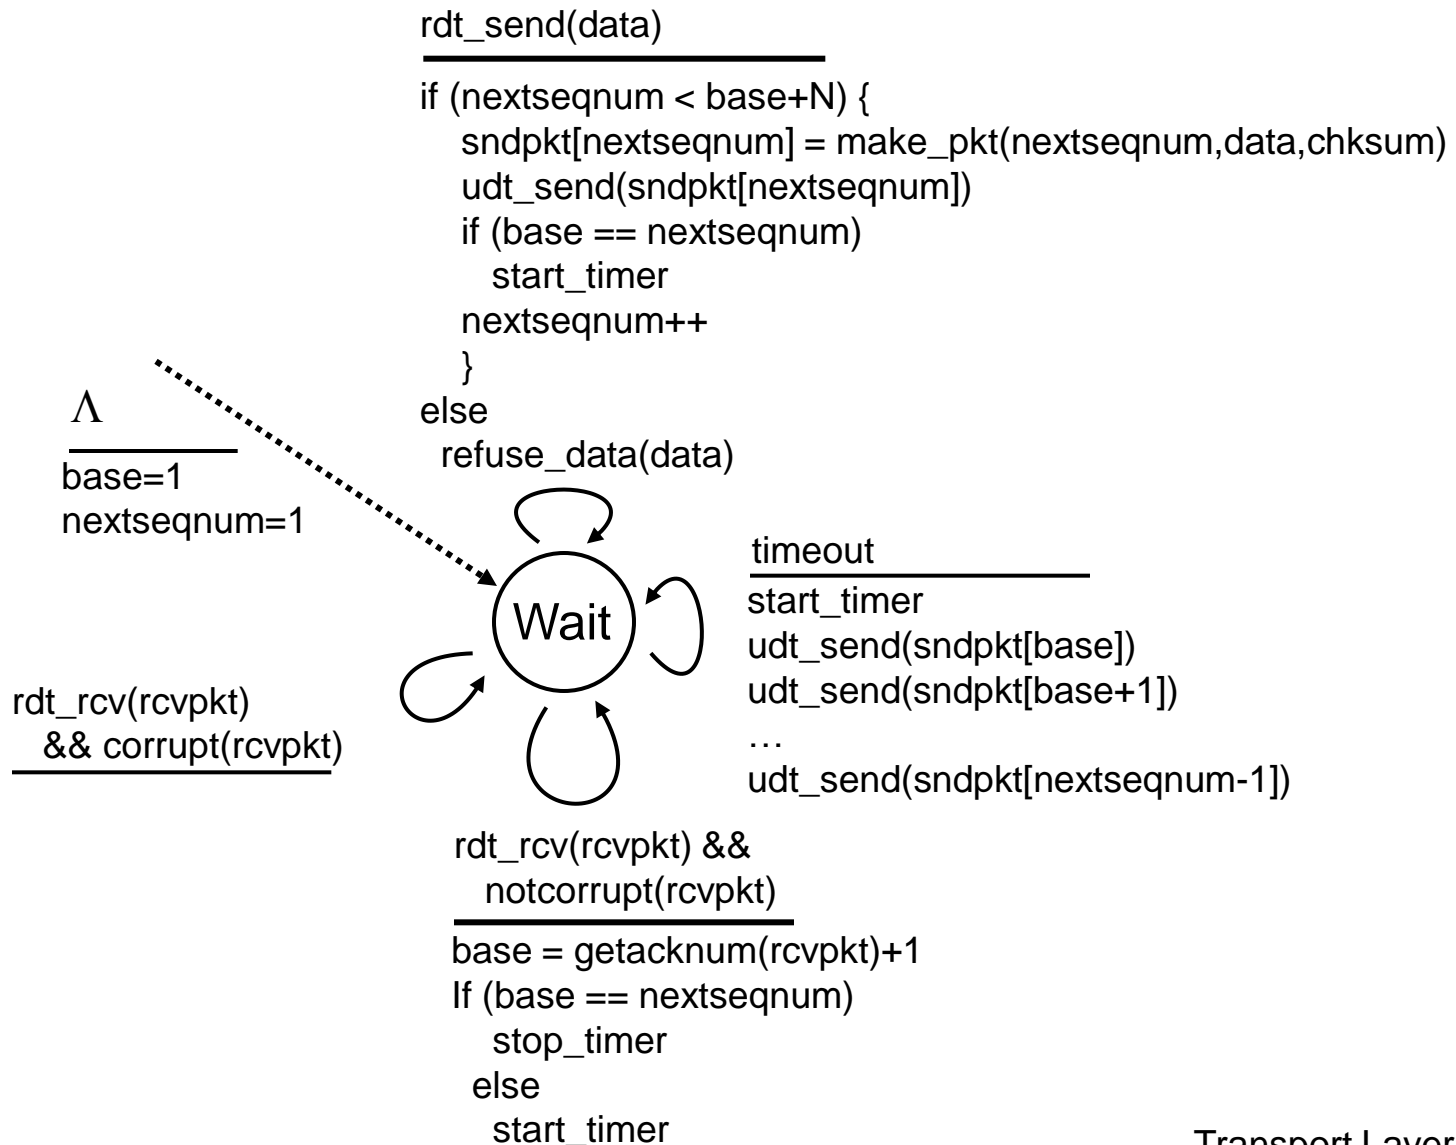 rdt_send(data)
if (nextseqnum < base+N) {
sndpkt[nextseqnum] = make_pkt(nextseqnum,data,chksum)
udt_send(sndpkt[nextseqnum])
if (base == nextseqnum)
start_timer
nextseqnum++
}
else
refuse_data(data)
Λ
base=1
nextseqnum=1
Wait
timeout
start_timer
udt_send(sndpkt[base])
udt_send(sndpkt[base+1])
…
udt_send(sndpkt[nextseqnum-1])
rdt_rcv(rcvpkt)
&& corrupt(rcvpkt)
rdt_rcv(rcvpkt) &&
notcorrupt(rcvpkt)
base = getacknum(rcvpkt)+1
If (base == nextseqnum)
stop_timer
else
start_timer
Transport Layer